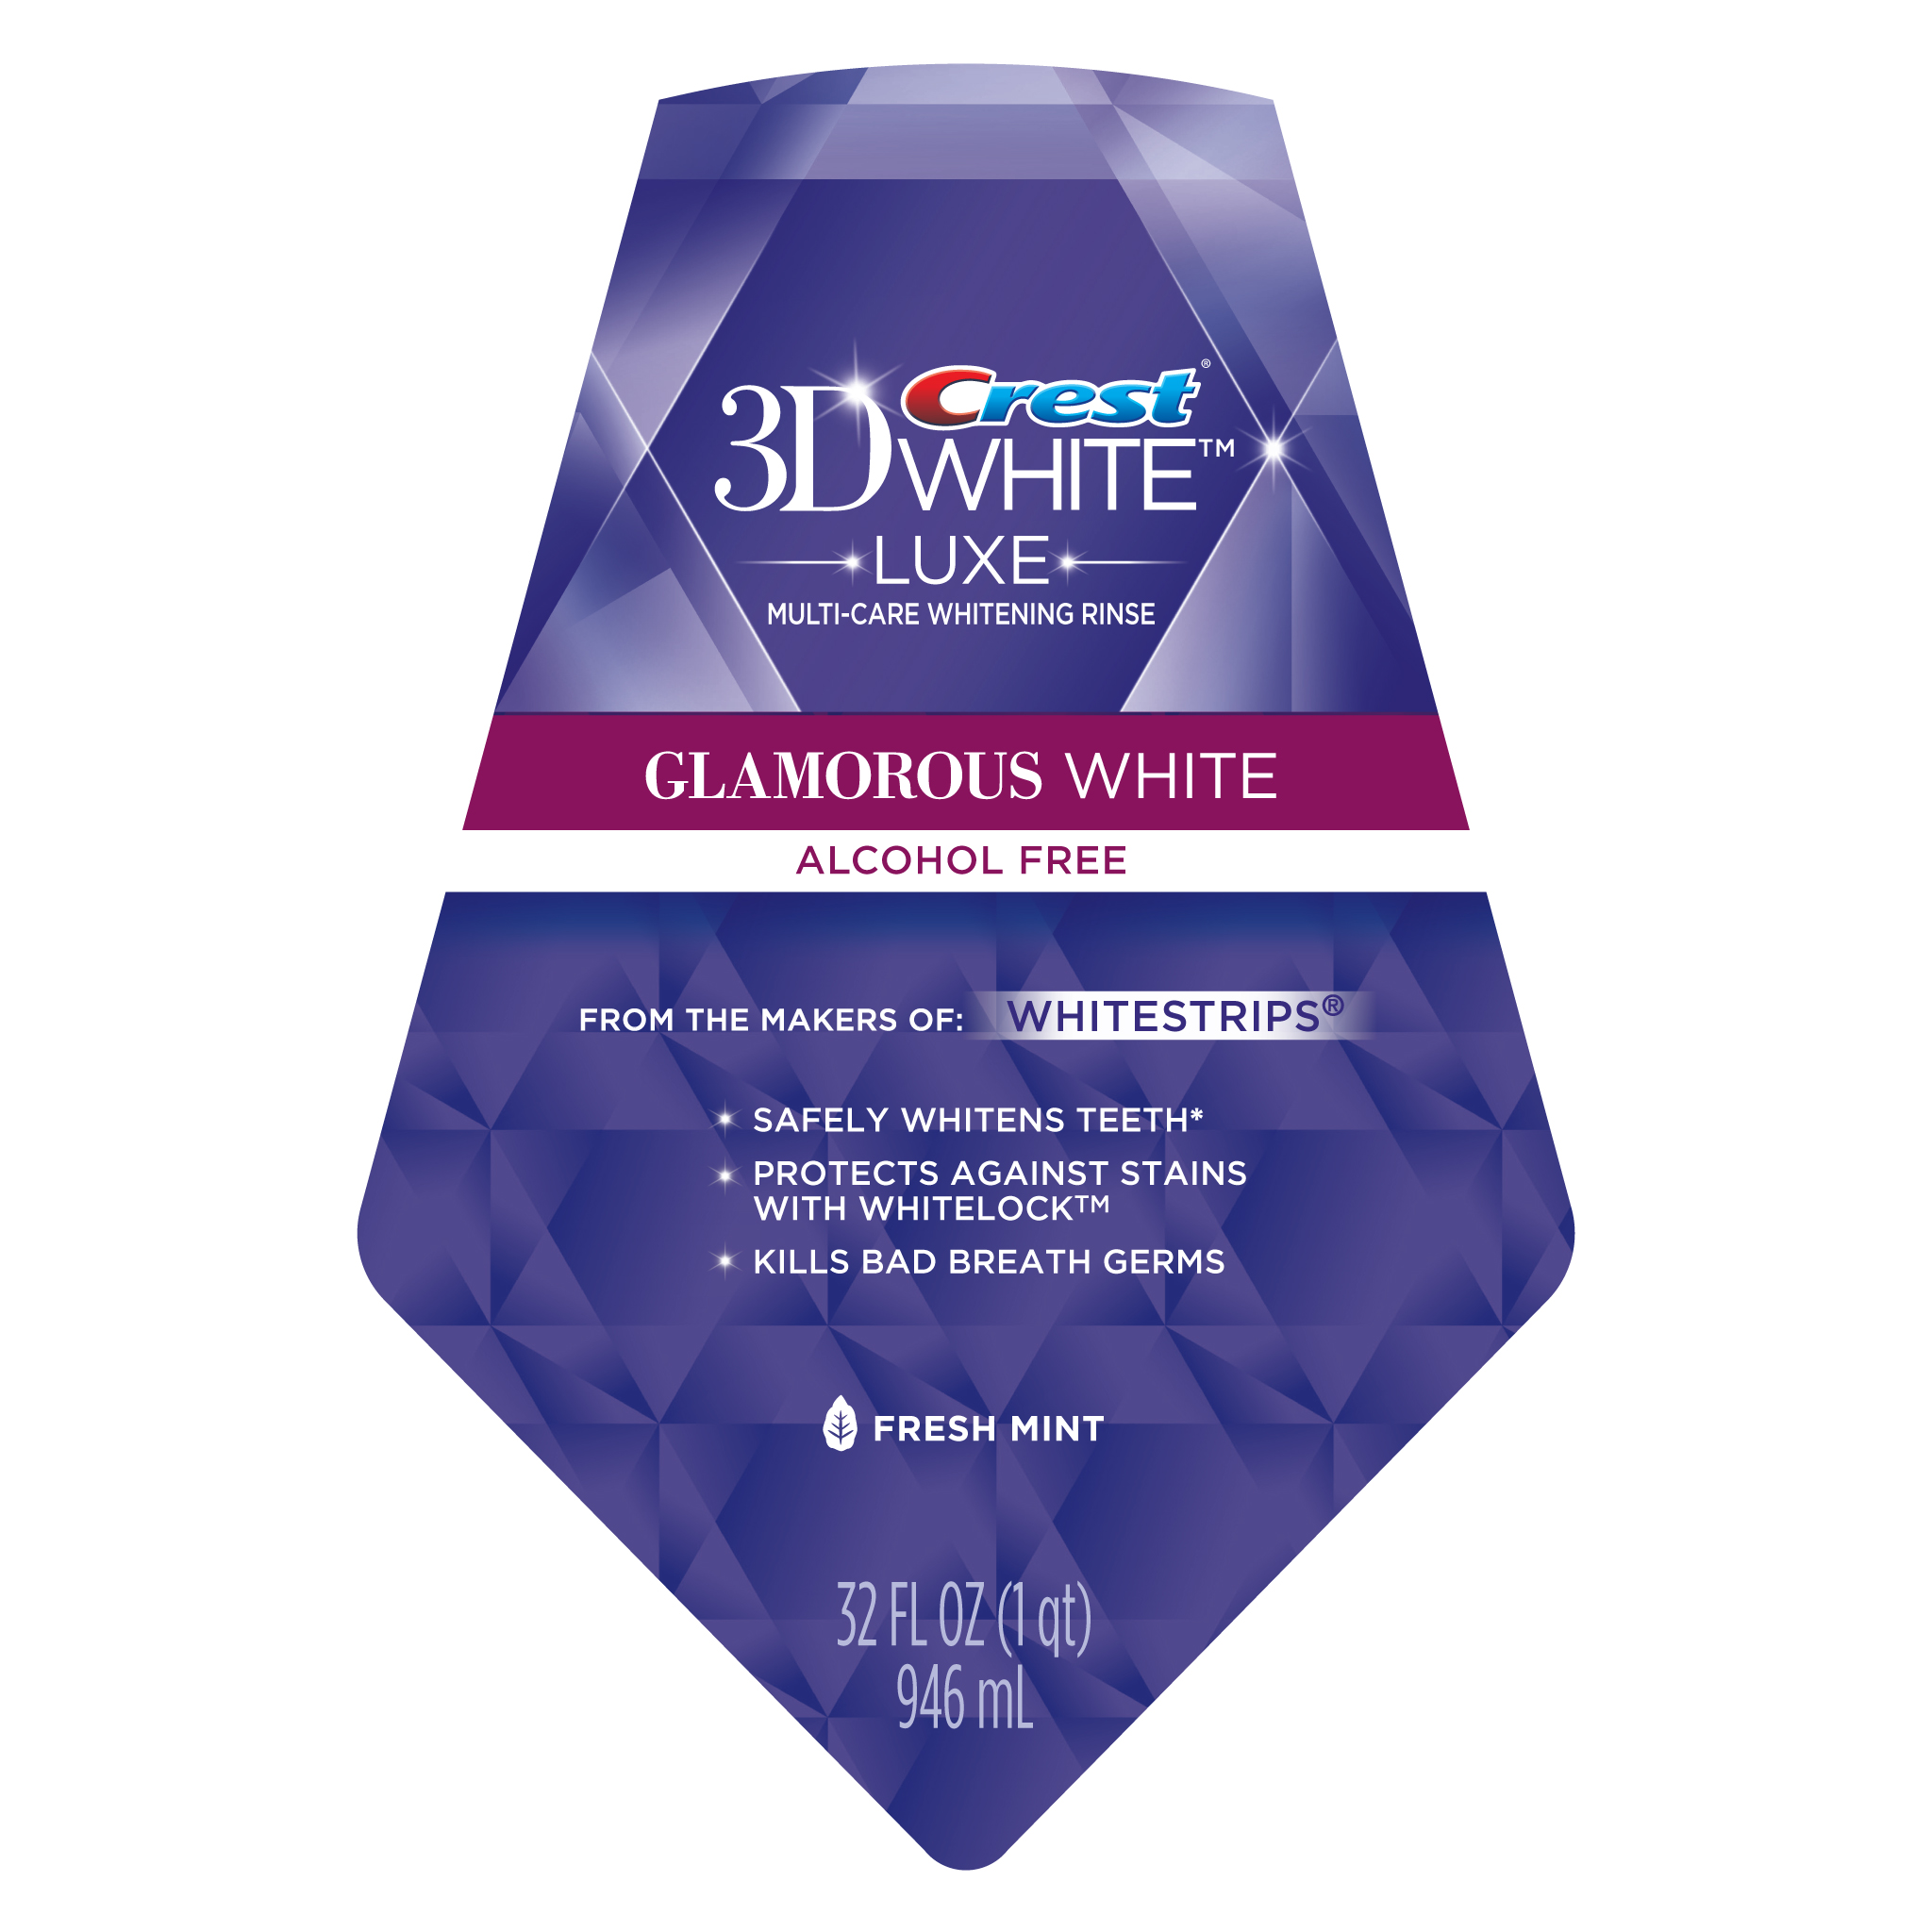 Crest®
3D WHITE™
LUXE
MULTI-CARE WHITENING RINSE
GLAMOROUS WHITE
ALCOHOL FREE
FROM THE MAKERS OF: WHITESTRIPS®
SAFELY WHITENS TEETH*
PROTECTS AGAINST STAINS
WITH WHITELOCK™
KILLS BAD BREATH GERMS
FRESH MINT
32 FL OZ (1 qt)
946 mL